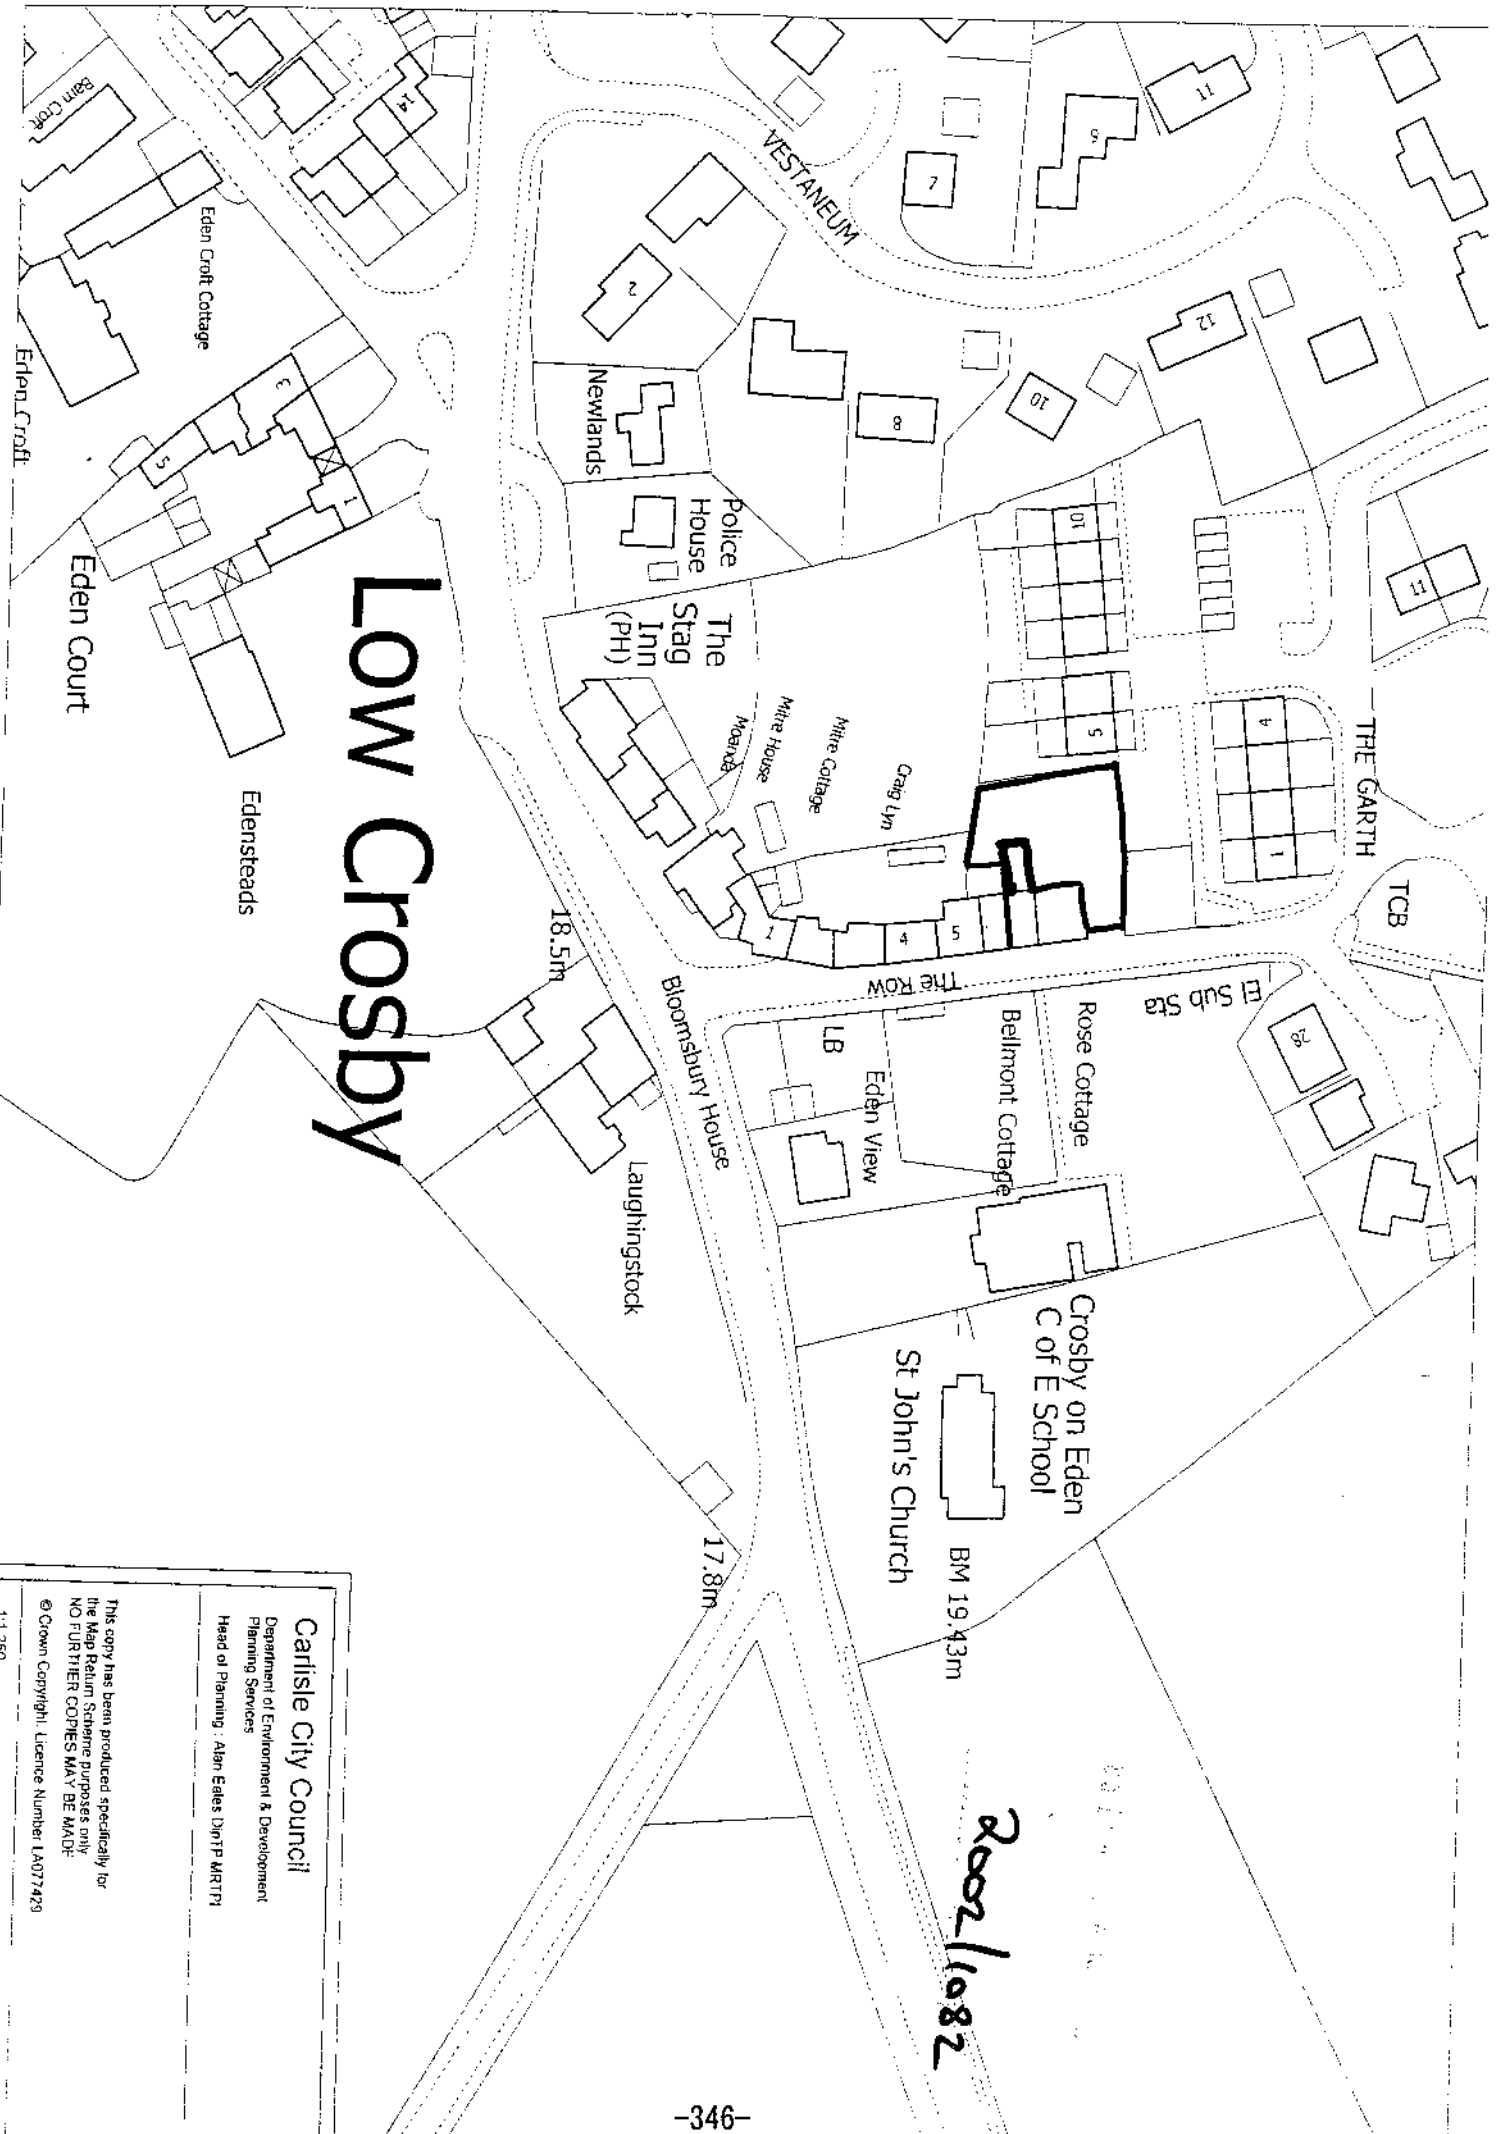 14
Barn Croft
Eden Croft Cottage
Eden Croft
3
5
1
Eden Court
Edensteads
Low Crosby
VESTANEUM
11
9
7
2
12
10
8
Newlands
Police
House
The
Stag
Inn
(PH)
Moanda
Mitre House
Mitre Cottage
Craig Lyn
10
5
11
4
1
THE GARTH
TCB
4
5
The Row
El Sub Sta
28
18.5m
Bloomsbury House
LB
Eden View
Bellmont Cottage
Rose Cottage
Laughingstock
Crosby on Eden
C of E School
St John's Church
BM 19.43m
17.8m
2002/1082
Carlisle City Council
Department of Environment & Development
Planning Services
Head of Planning : Alan Eales DipTP MRTPI
This copy has been produced specifically for
the Map Return Scheme purposes only
NO FURTHER COPIES MAY BE MADE
© Crown Copyright. Licence Number LA077429
1:1,250
-346-